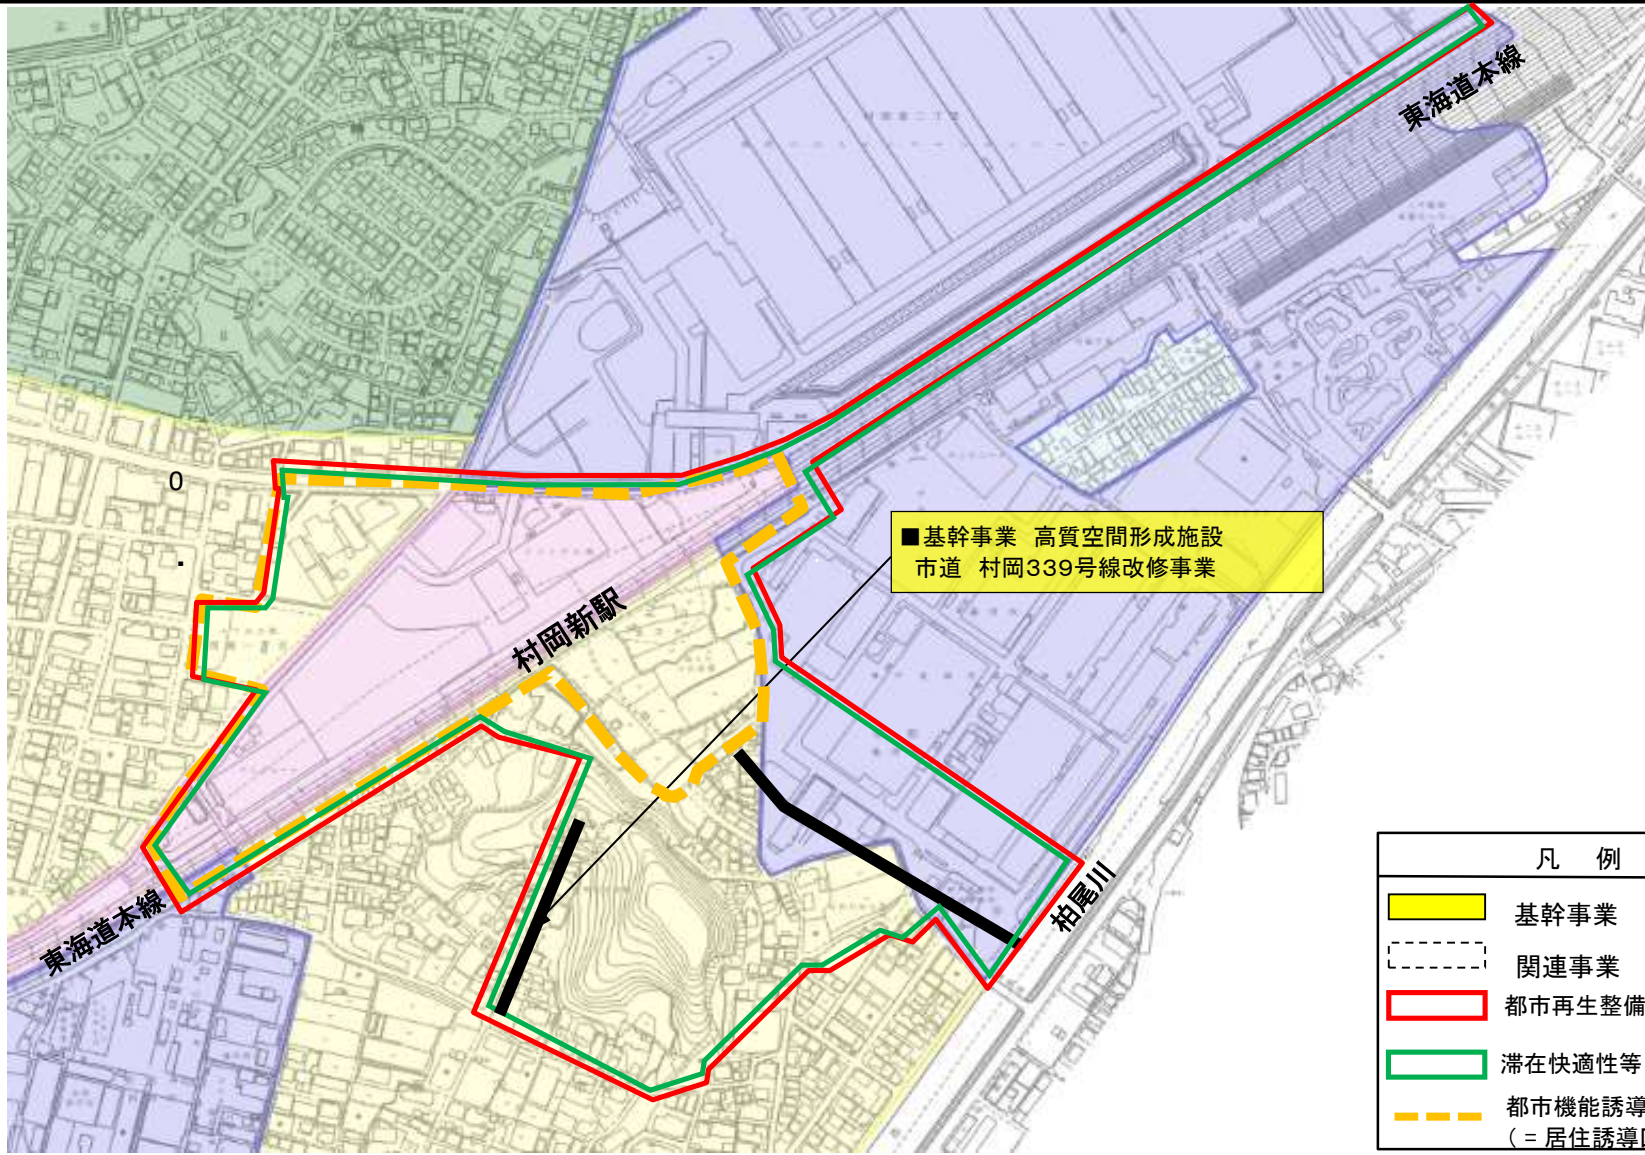 東海道本線
0
.
■基幹事業 高質空間形成施設
市道 村岡339号線改修事業
村岡新駅
東海道本線
柏尾川
凡 例
基幹事業
関連事業
都市再生整備
滞在快適性等
都市機能誘導
(=居住誘導